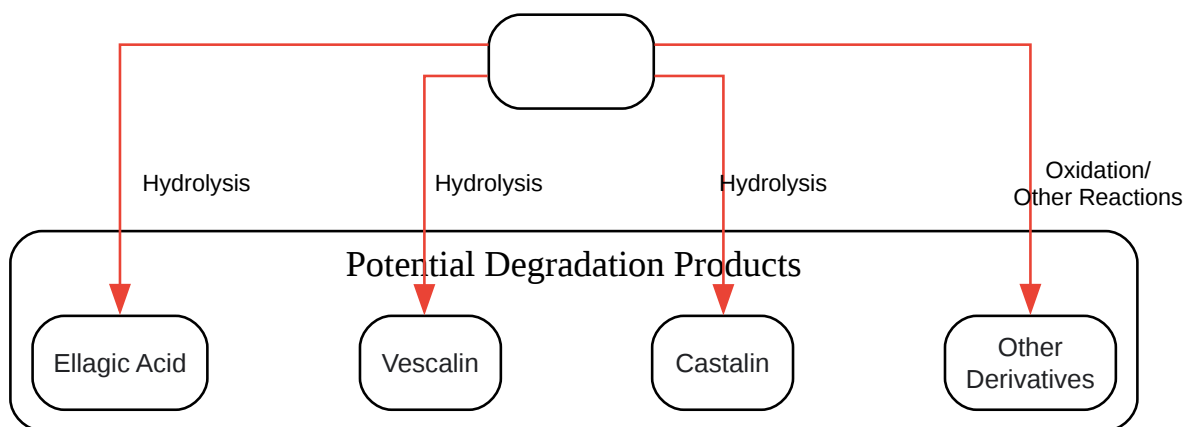 Hydrolysis
Hydrolysis
Hydrolysis
Oxidation/
Other Reactions
Potential Degradation Products
Ellagic Acid
Vescalin
Castalin
Other
Derivatives